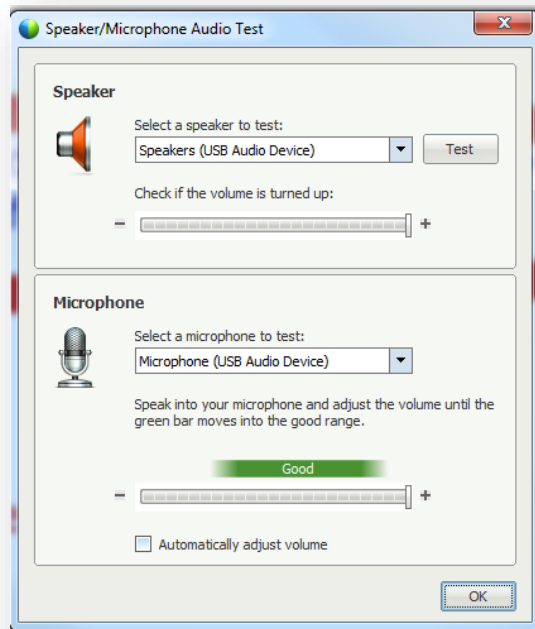 Speaker/Microphone Audio Test
Speaker
Select a speaker to test:
Speakers (USB Audio Device)
Test
Check if the volume is turned up:
− +
Microphone
Select a microphone to test:
Microphone (USB Audio Device)
Speak into your microphone and adjust the volume until the
green bar moves into the good range.
Good
− +
Automatically adjust volume
OK